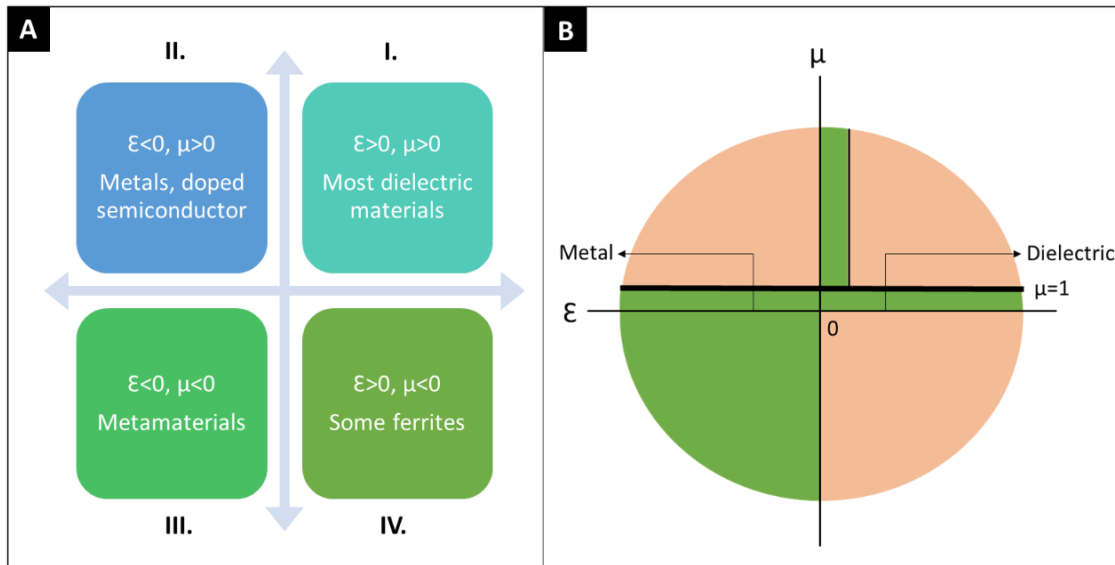 A
II.
I.
Ɛ<0, μ>0
Metals, doped
semiconductor
Ɛ>0, μ>0
Most dielectric
materials
Ɛ<0, μ<0
Metamaterials
Ɛ>0, μ<0
Some ferrites
III.
IV.
B
μ
Metal
Dielectric
μ=1
Ɛ
0